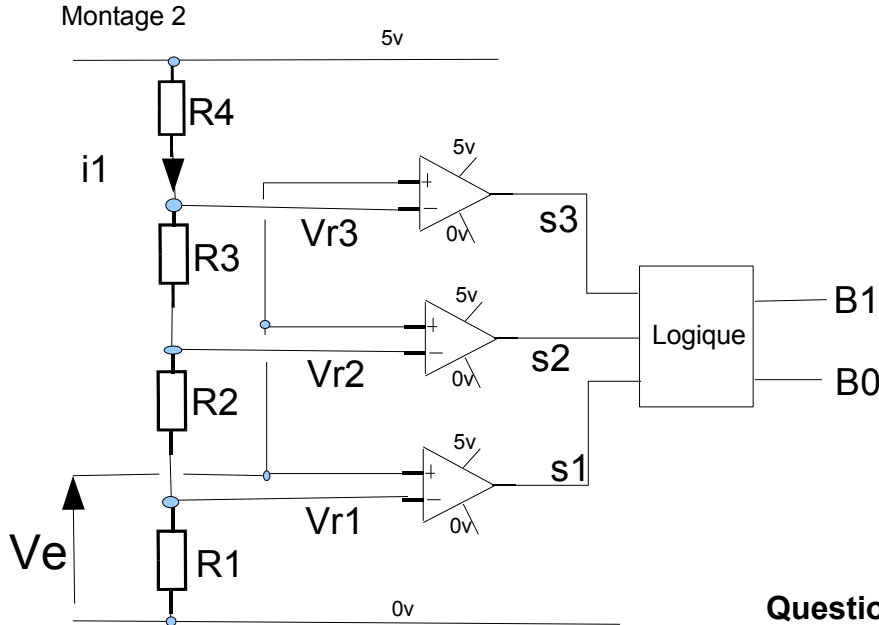 Montage 2
5v
R4
i1
5v
+
−
0v
Vr3
s3
R3
5v
+
−
0v
Vr2
s2
Logique
B1
B0
R2
5v
+
−
0v
Vr1
s1
Ve
R1
0v
Questio